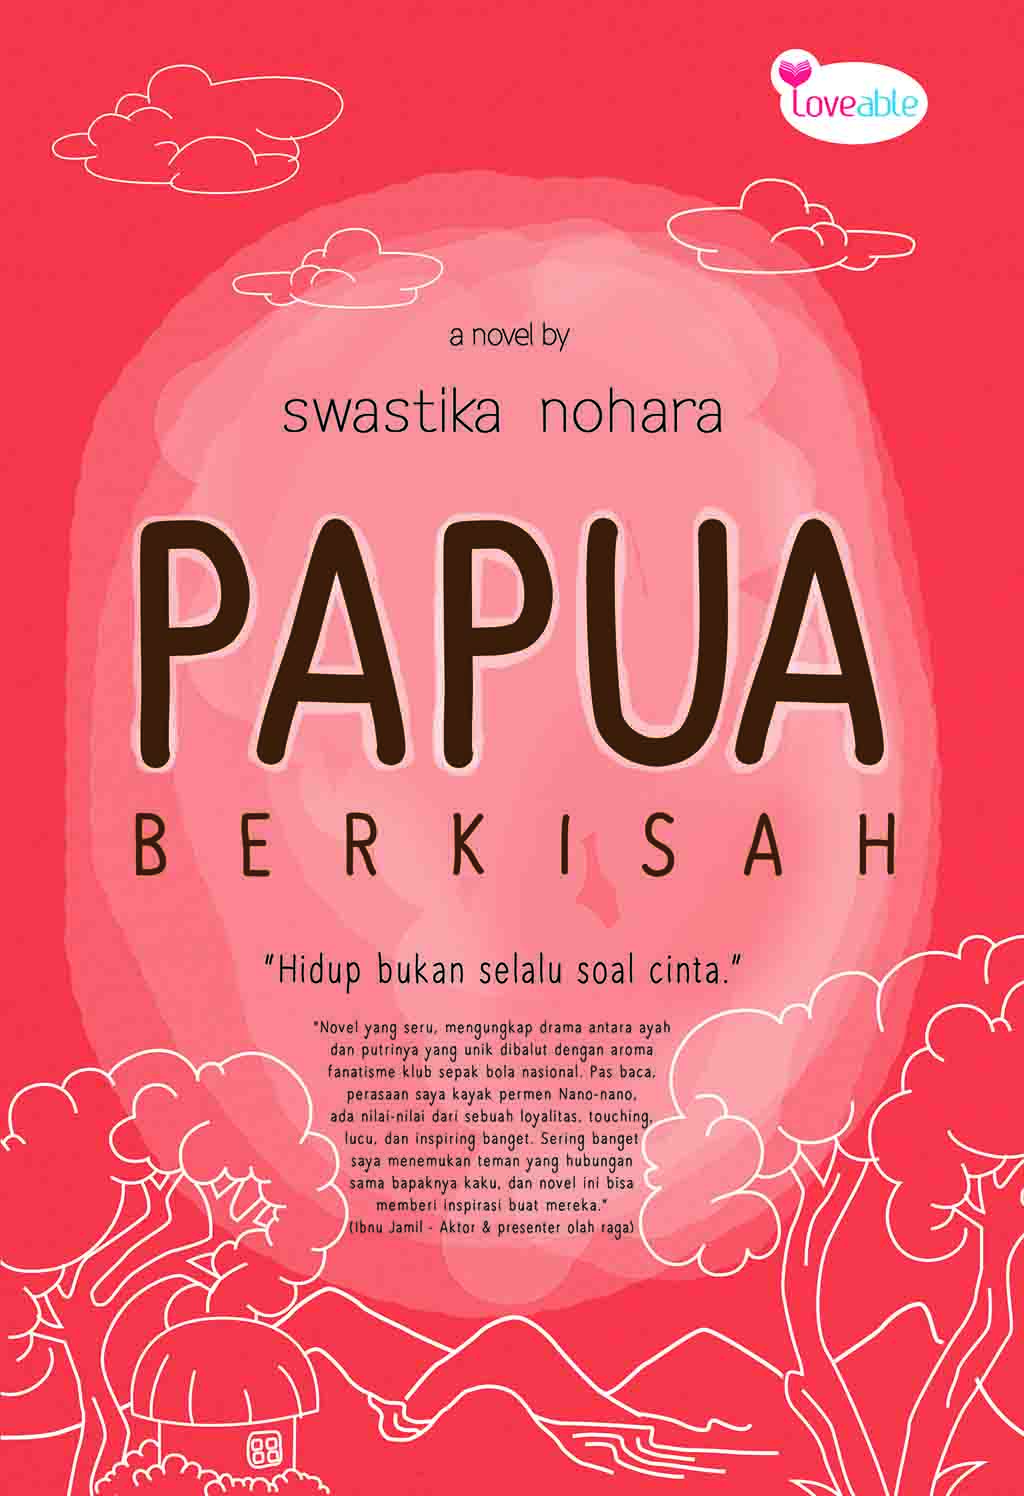 Loveable
a novel by
swastika nohara
PAPUA
BERKISAH
"Hidup bukan selalu soal cinta."
"Novel yang seru, mengungkap drama antara ayah
dan putrinya yang unik dibalut dengan aroma
fanatisme klub sepak bola nasional. Pas baca,
perasaan saya kayak permen Nano-nano,
ada nilai-nilai dari sebuah loyalitas, touching,
lucu, dan inspiring banget. Sering banget
saya menemukan teman yang hubungan
sama bapaknya kaku, dan novel ini bisa
memberi inspirasi buat mereka."
(Ibnu Jamil - Aktor & presenter olah raga)